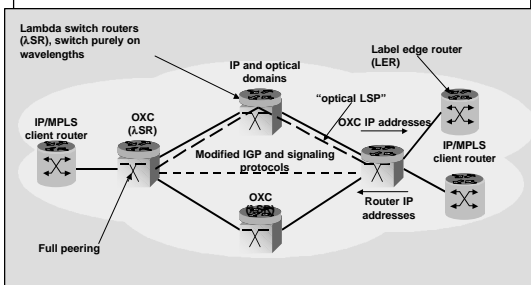 Lambda switch routers
(λSR), switch purely on
wavelengths
IP and optical
domains
Label edge router
(LER)
"optical LSP"
OXC IP addresses
IP/MPLS
client router
OXC
(λSR)
Modified IGP and signaling
protocols
IP/MPLS
client router
Full peering
OXC
(λSR)
Router IP
addresses